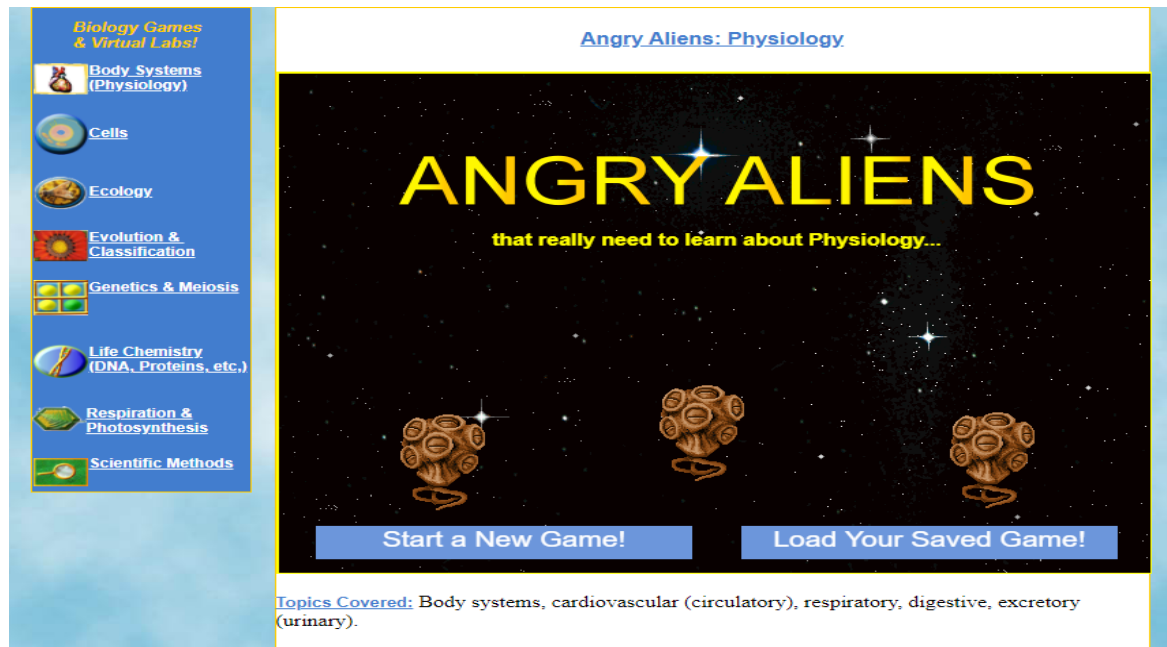 Biology Games
& Virtual Labs!
Body Systems
(Physiology)
Cells
Ecology
Evolution &
Classification
Genetics & Meiosis
Life Chemistry
(DNA, Proteins, etc,)
Respiration &
Photosynthesis
Scientific Methods
Angry Aliens: Physiology
ANGRY ALIENS
that really need to learn about Physiology...
Start a New Game!
Load Your Saved Game!
Topics Covered: Body systems, cardiovascular (circulatory), respiratory, digestive, excretory
(urinary).